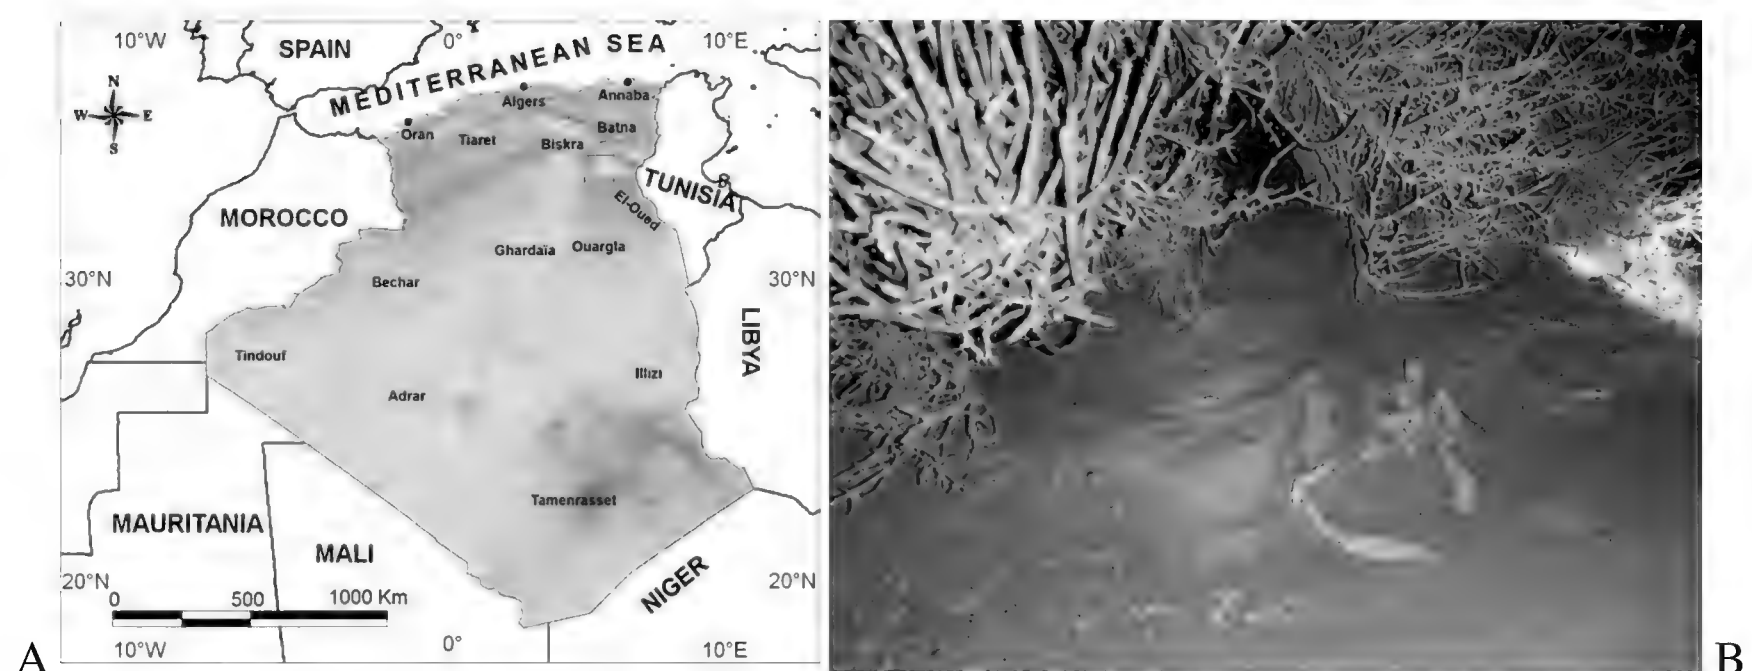 10°W
SPAIN
0°
10°E
MEDITERRANEAN SEA
N
W E
S
Algers
Annaba
Oran
Tiaret
Biskra
Batna
TUNISIA
El-Oued
MOROCCO
Ghardaïa
Ouargla
30°N
Bechar
30°N
LIBYA
Tindouf
Illizi
Adrar
Tamenrasset
MAURITANIA
MALI
NIGER
20°N
20°N
0 500 1000 Km
10°W
0°
10°E
A
B